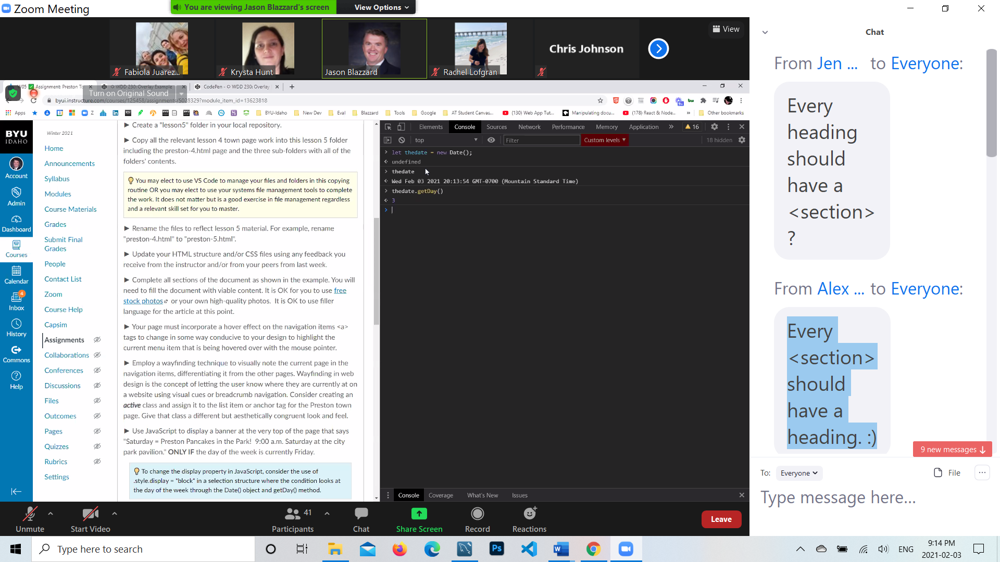 Zoom Meeting
You are viewing Jason Blazzard's screen
View Options
View
Fabiola Juarez...
Krysta Hunt
Jason Blazzard
Rachel Lofgran
Chris Johnson
W05 ✅ Assignment: Preston To
WDD 230: Overlay Example
CodePen - WDD 230: Overlay
Turn on Original Sound
byui.instructure.com/courses/125458/assignments/5028329?module_item_id=13623818
Apps
Z
BYU-Idaho
New Dev
Eval
Blazzard
Tools
Google
AT Student Canvas...
(130) Web App Tut...
Manipulating docu...
(178) React & Node...
»
Other bookmarks
BYU
IDAHO
Account
Admin
Dashboard
Courses
Calendar
4
Inbox
History
Commons
Help
Winter 2021
Home
Announcements
Syllabus
Modules
Course Materials
Grades
Submit Final
Grades
People
Contact List
Zoom
Course Help
Capsim
Assignments
Collaborations
Conferences
Discussions
Files
Outcomes
Pages
Quizzes
Rubrics
Settings
► Create a "lesson5" folder in your local repository.
► Copy all the relevant lesson 4 town page work into this lesson 5 folder
including the preston-4.html page and the three sub-folders with all of the
folders' contents.
You may elect to use VS Code to manage your files and folders in this copying
routine OR you may elect to use your systems file management tools to complete
the work. It does not matter but is a good exercise in file management regardless
and a relevant skill set for you to master.
► Rename the files to reflect lesson 5 material. For example, rename
"preston-4.html" to "preston-5.html".
► Update your HTML structure and/or CSS files using any feedback you
receive from the instructor and/or from your peers from last week.
► Complete all sections of the document as shown in the example. You will
need to fill the document with viable content. It is OK for you to use free
stock photos or your own high-quality photos. It is OK to use filler
language for the article at this point.
► Your page must incorporate a hover effect on the navigation items <a>
tags to change in some way conducive to your design to highlight the
current menu item that is being hovered over with the mouse pointer.
► Employ a wayfinding technique to visually note the current page in the
navigation items, differentiating it from the other pages. Wayfinding in web
design is the concept of letting the user know where they are currently at on
a website using visual cues or breadcrumb navigation. Consider creating an
active class and assign it to the list item or anchor tag for the Preston town
page. Give that class a different but aesthetically congruent look and feel.
► Use JavaScript to display a banner at the very top of the page that says
"Saturday = Preston Pancakes in the Park! 9:00 a.m. Saturday at the city
park pavilion." ONLY IF the day of the week is currently Friday.
To change the display property in JavaScript, consider the use of
.style.display = "block" in a selection structure where the condition looks at
the day of the week through the Date() object and getDay() method.
Elements
Console
Sources
Network
Performance
Memory
Application
»
16
top
Filter
Custom levels
18 hidden
let thedate = new Date();
undefined
thedate
Wed Feb 03 2021 20:13:54 GMT-0700 (Mountain Standard Time)
thedate.getDay()
3
Console
Coverage
What's New
Issues
Unmute
Start Video
41
Participants
Chat
Share Screen
Record
Reactions
Leave
Chat
From Jen ... to Everyone:
Every
heading
should
have a
<section>
?
From Alex ... to Everyone:
Every
<section>
should
have a
heading. :)
9 new messages
To:
Everyone
File
Type message here...
Type here to search
Ps
W
ENG
9:14 PM
2021-02-03